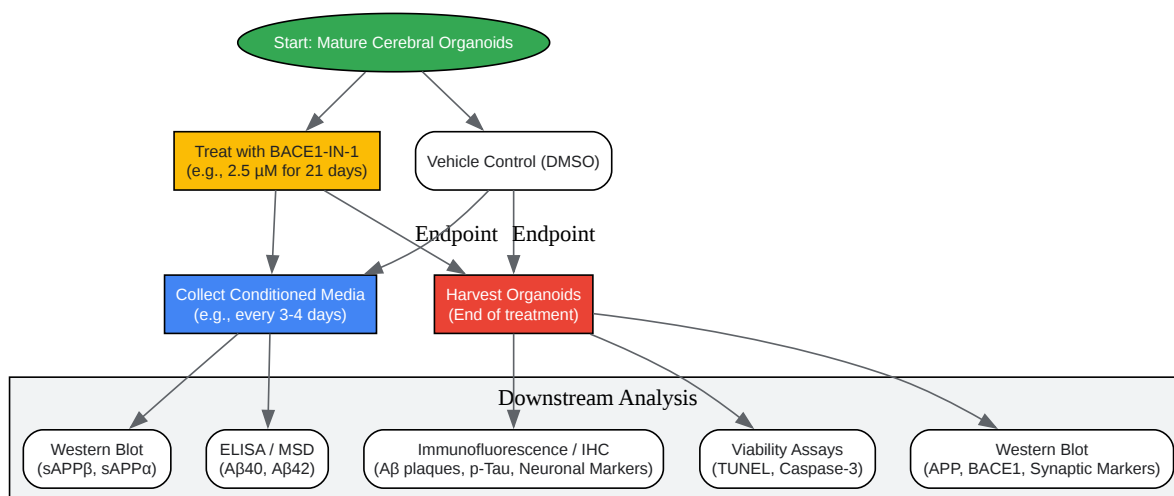 Start: Mature Cerebral Organoids
Treat with BACE1-IN-1
(e.g., 2.5 µM for 21 days)
Vehicle Control (DMSO)
Endpoint
Endpoint
Collect Conditioned Media
(e.g., every 3-4 days)
Harvest Organoids
(End of treatment)
Downstream Analysis
Western Blot
(sAPPβ, sAPPα)
ELISA / MSD
(Aβ40, Aβ42)
Immunofluorescence / IHC
(Aβ plaques, p-Tau, Neuronal Markers)
Viability Assays
(TUNEL, Caspase-3)
Western Blot
(APP, BACE1, Synaptic Markers)